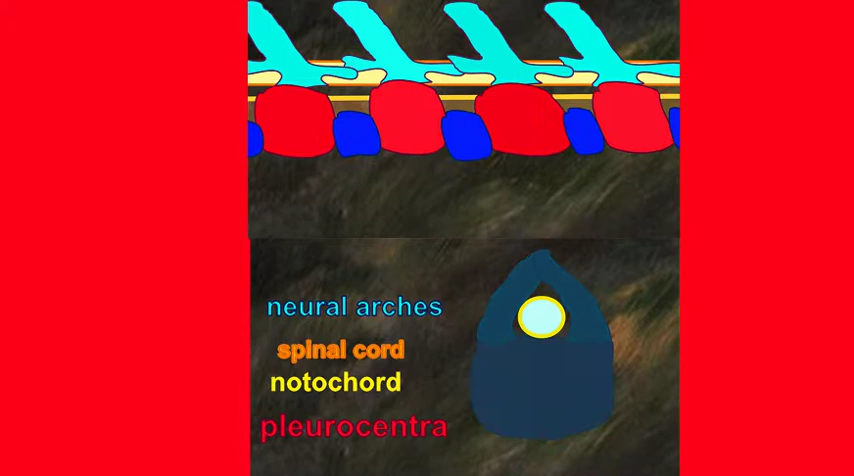 neural arches
spinal cord
notochord
pleurocentra